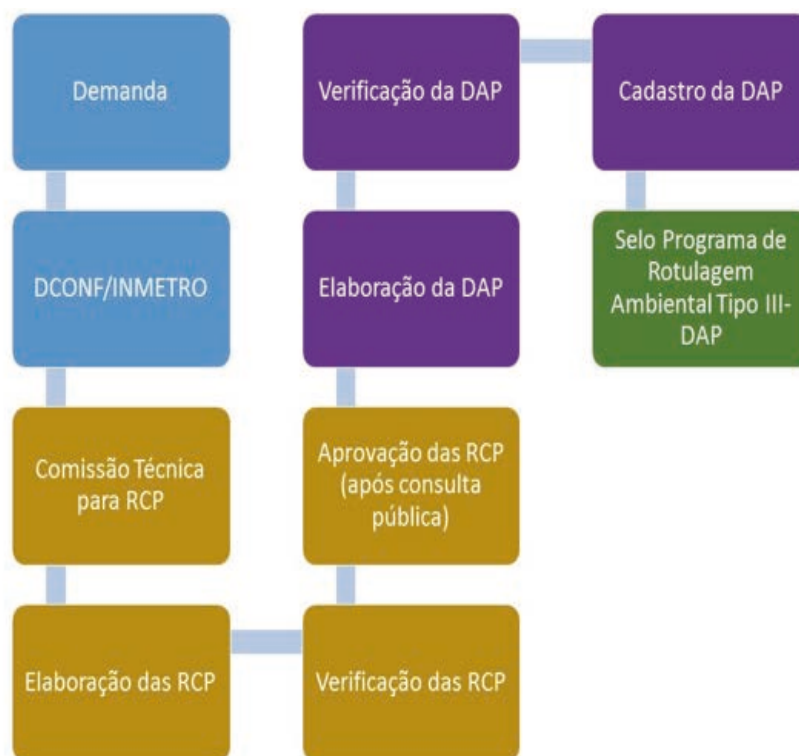 Demanda
DCONF/INMETRO
Comissão Técnica
para RCP
Elaboração das RCP
Verificação das RCP
Aprovação das RCP
(após consulta
pública)
Elaboração da DAP
Verificação da DAP
Cadastro da DAP
Selo Programa de
Rotulagem
Ambiental Tipo III-
DAP